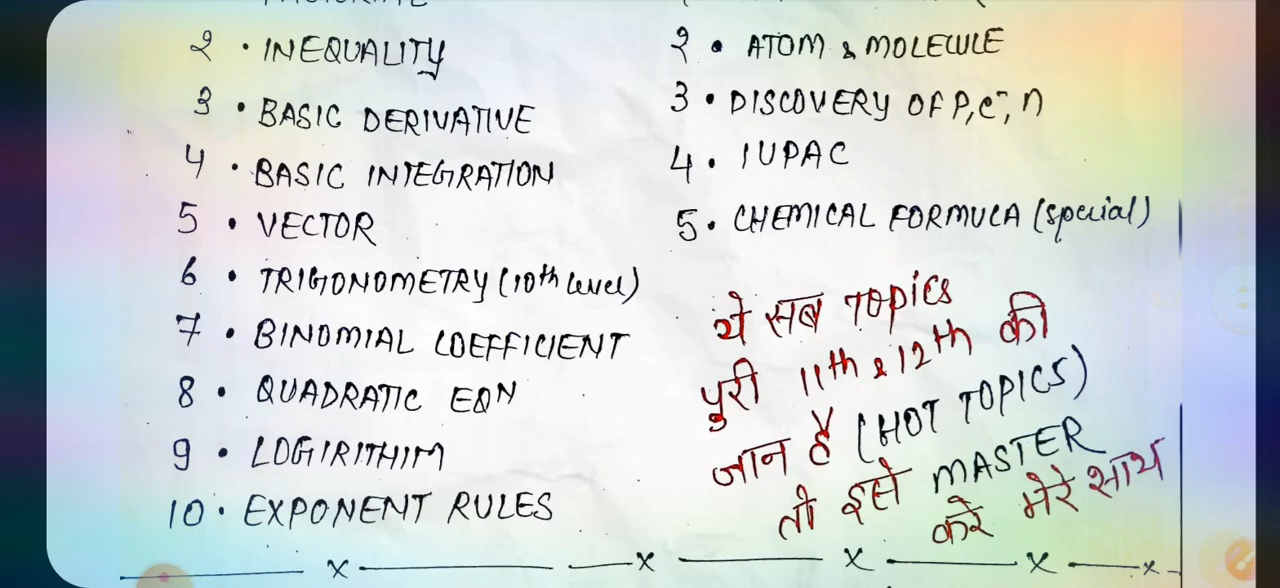 2 · INEQUALITY
3 · BASIC DERIVATIVE
4 · BASIC INTEGRATION
5 · VECTOR
6 · TRIGONOMETRY (10th level)
7 · BINOMIAL COEFFICIENT
8 · QUADRATIC EQN
9 · LOGIRITHIM
10 · EXPONENT RULES
2 · ATOM & MOLECULE
3 · DISCOVERY OF P, e⁻, n
4 · IUPAC
5 · CHEMICAL FORMULA (special)
ये सब TOPICS
पुरी 11th & 12th की
जान हैं (HOT TOPICS)
तो इसे MASTER
करे मेरे साथ